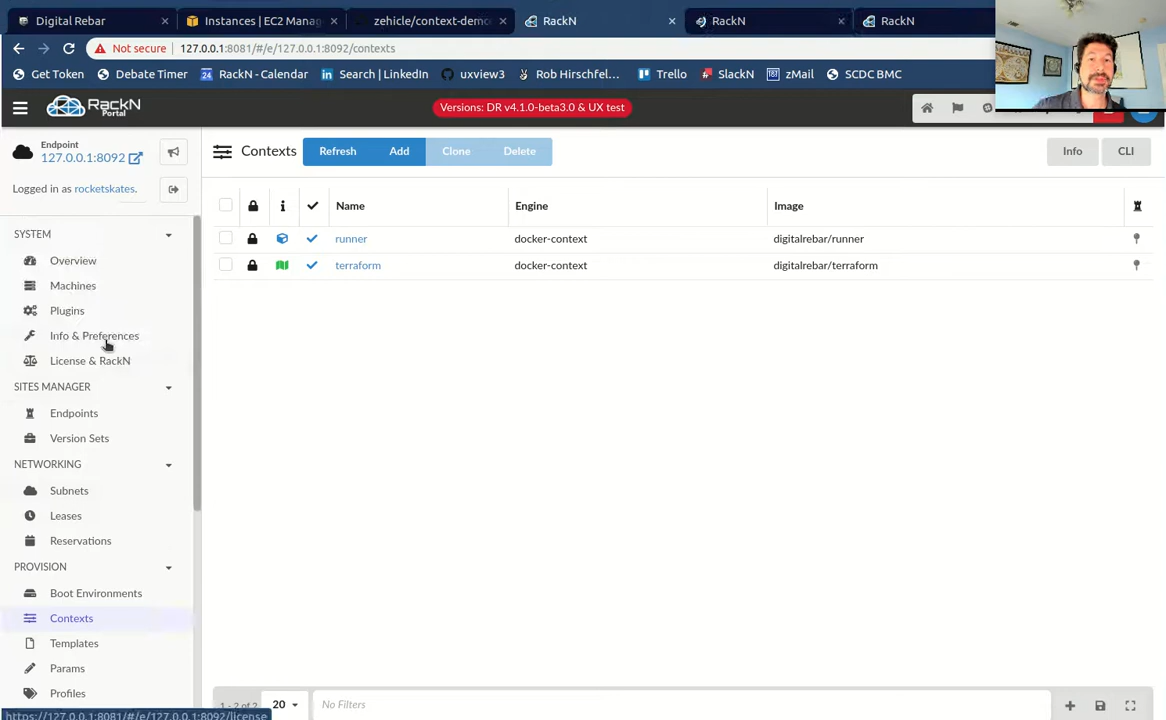 Digital Rebar
Instances | EC2 Manag
zehicle/context-demo
RackN
RackN
RackN
Not secure
127.0.0.1:8081/#/e/127.0.0.1:8092/contexts
Get Token
Debate Timer
24
RackN - Calendar
Search | LinkedIn
uxview3
Rob Hirschfel...
Trello
SlackN
zMail
SCDC BMC
RackN
Portal
Versions: DR v4.1.0-beta3.0 & UX test
Endpoint
127.0.0.1:8092
Logged in as rocketskates.
Contexts
Refresh
Add
Clone
Delete
Info
CLI
SYSTEM
Overview
Machines
Plugins
Info & Preferences
License & RackN
SITES MANAGER
Endpoints
Version Sets
NETWORKING
Subnets
Leases
Reservations
PROVISION
Boot Environments
Contexts
Templates
Params
Profiles
Name
Engine
Image
runner
docker-context
digitalrebar/runner
terraform
docker-context
digitalrebar/terraform
1 - 2 of 2
20
No Filters
https://127.0.0.1:8081/#/e/127.0.0.1:8092/license